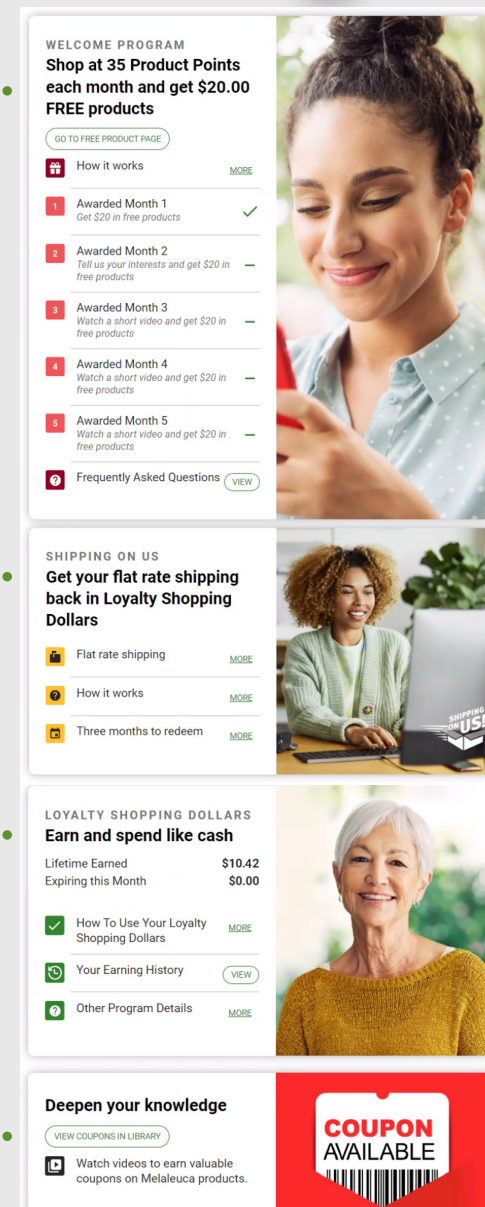 WELCOME PROGRAM
Shop at 35 Product Points
each month and get $20.00
FREE products
GO TO FREE PRODUCT PAGE
How it works
MORE
1
Awarded Month 1
Get $20 in free products
2
Awarded Month 2
Tell us your interests and get $20 in
free products
3
Awarded Month 3
Watch a short video and get $20 in
free products
4
Awarded Month 4
Watch a short video and get $20 in
free products
5
Awarded Month 5
Watch a short video and get $20 in
free products
Frequently Asked Questions
VIEW
SHIPPING ON US
Get your flat rate shipping
back in Loyalty Shopping
Dollars
Flat rate shipping
MORE
How it works
MORE
Three months to redeem
MORE
SHIPPING
ON US!
LOYALTY SHOPPING DOLLARS
Earn and spend like cash
Lifetime Earned $10.42
Expiring this Month $0.00
How To Use Your Loyalty
Shopping Dollars
MORE
Your Earning History
VIEW
Other Program Details
MORE
Deepen your knowledge
VIEW COUPONS IN LIBRARY
Watch videos to earn valuable
coupons on Melaleuca products.
COUPON
AVAILABLE